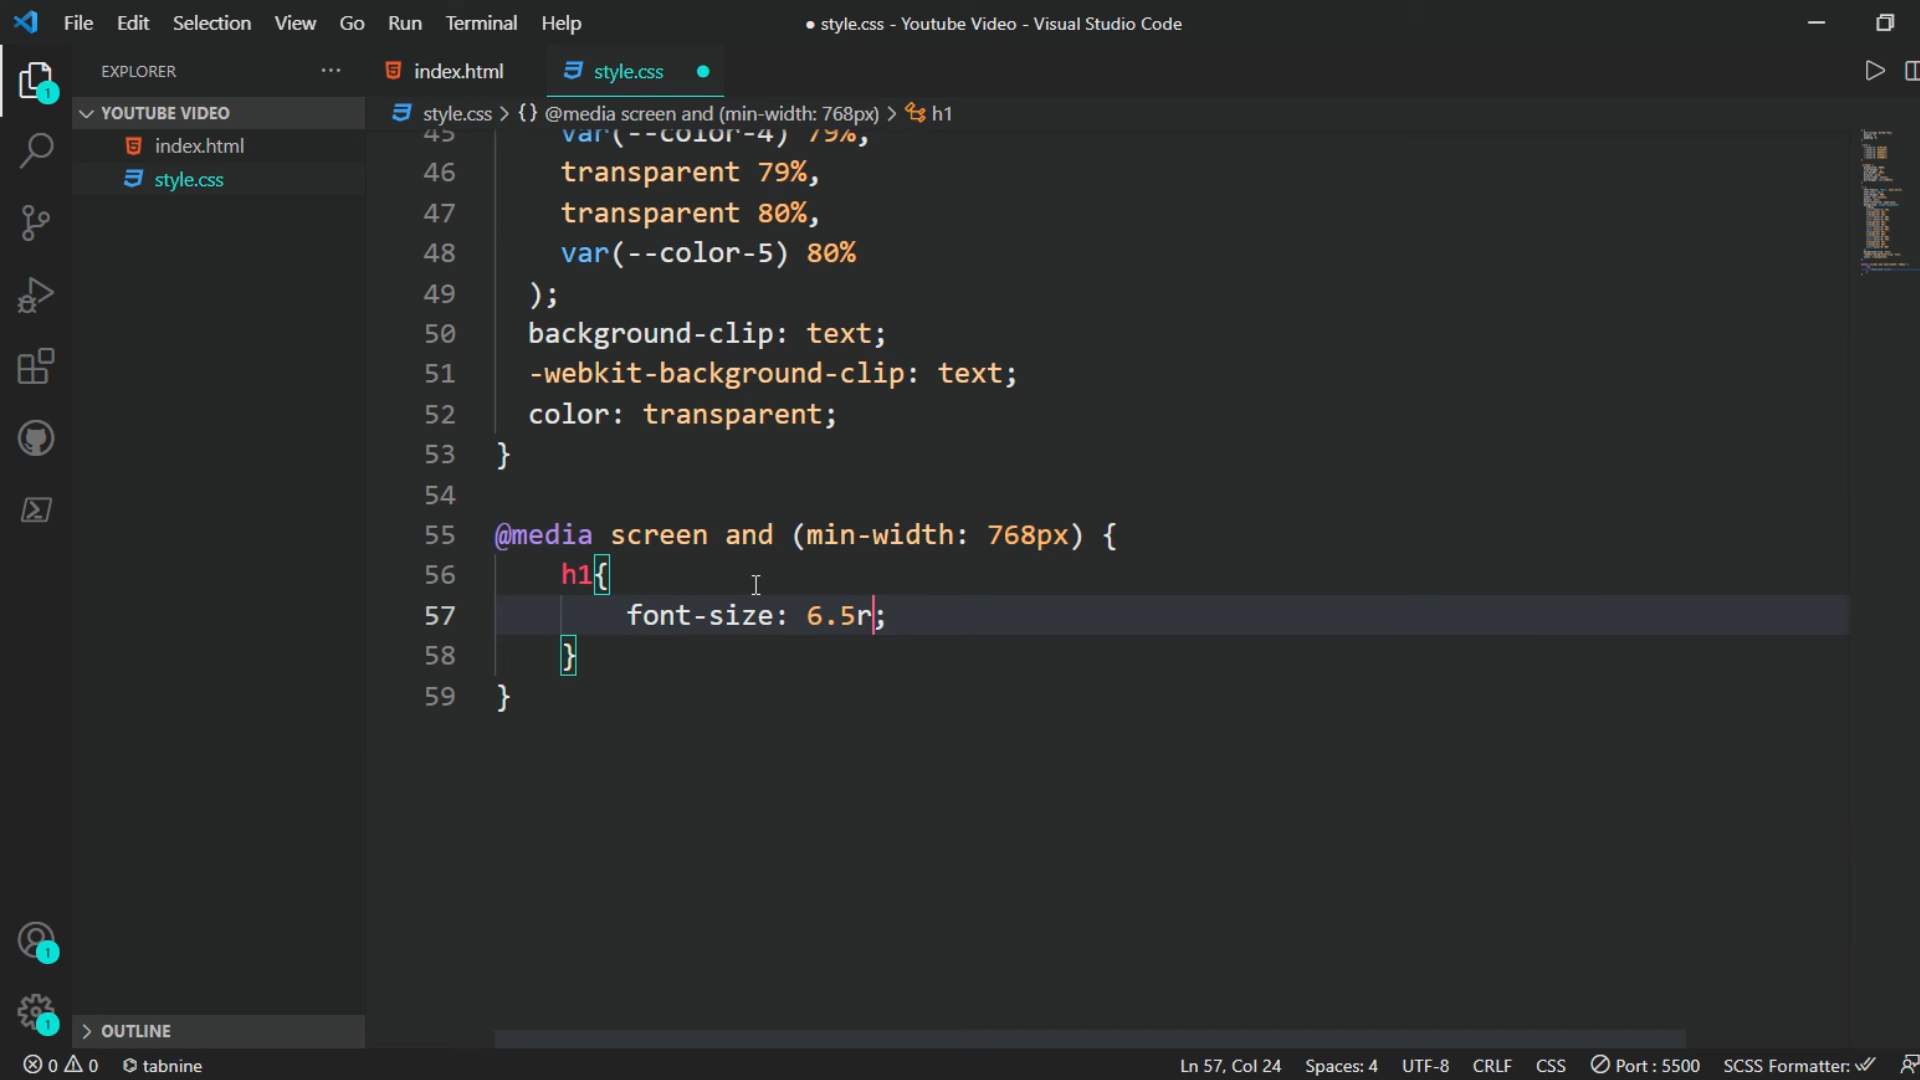 File Edit Selection View Go Run Terminal Help
● style.css - Youtube Video - Visual Studio Code
EXPLORER ···
index.html
style.css ●
YOUTUBE VIDEO
style.css > {} @media screen and (min-width: 768px) > h1
index.html
style.css
45 var(--color-4) 79%,
46 transparent 79%,
47 transparent 80%,
48 var(--color-5) 80%
49 );
50 background-clip: text;
51 -webkit-background-clip: text;
52 color: transparent;
53 }
54
55 @media screen and (min-width: 768px) {
56 h1{
57 font-size: 6.5r;
58 }
59 }
1
1
1
OUTLINE
0 0 tabnine
Ln 57, Col 24 Spaces: 4 UTF-8 CRLF CSS Port : 5500 SCSS Formatter: